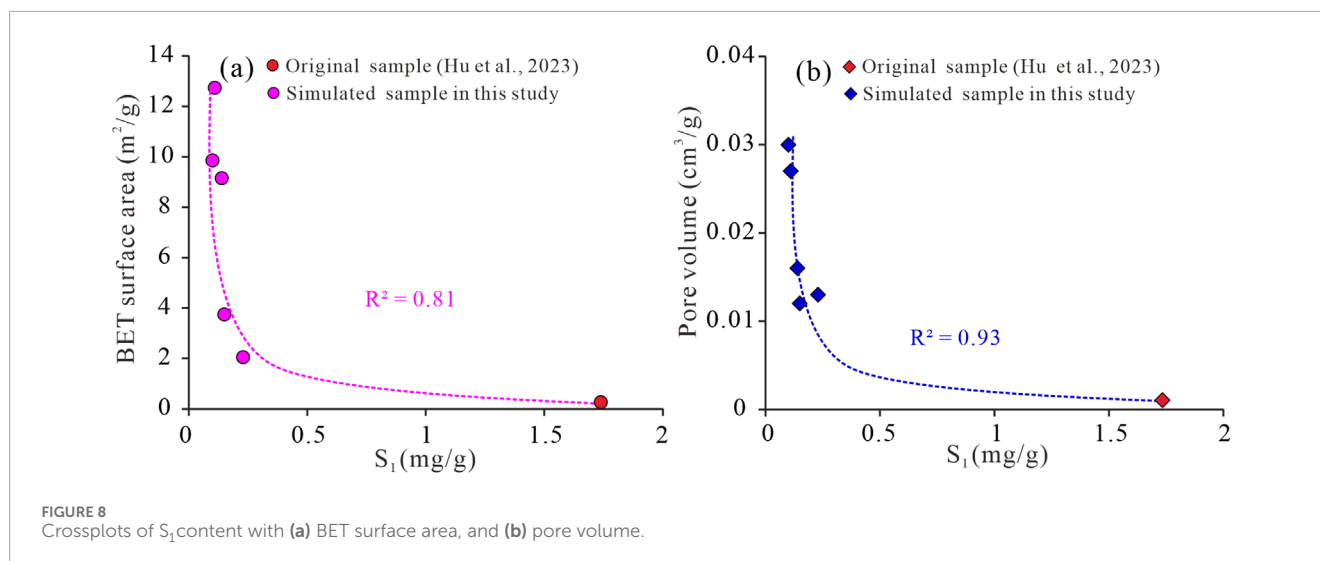 (a)
Original sample (Hu et al., 2023)
Simulated sample in this study
BET surface area (m²/g)
14
12
10
8
6
4
2
0
R² = 0.81
0 0.5 1 1.5 2
S₁(mg/g)
(b)
Original sample (Hu et al., 2023)
Simulated sample in this study
Pore volume (cm³/g)
0.04
0.03
0.02
0.01
0
R² = 0.93
0 0.5 1 1.5 2
S₁(mg/g)
FIGURE 8
Crossplots of S₁content with (a) BET surface area, and (b) pore volume.